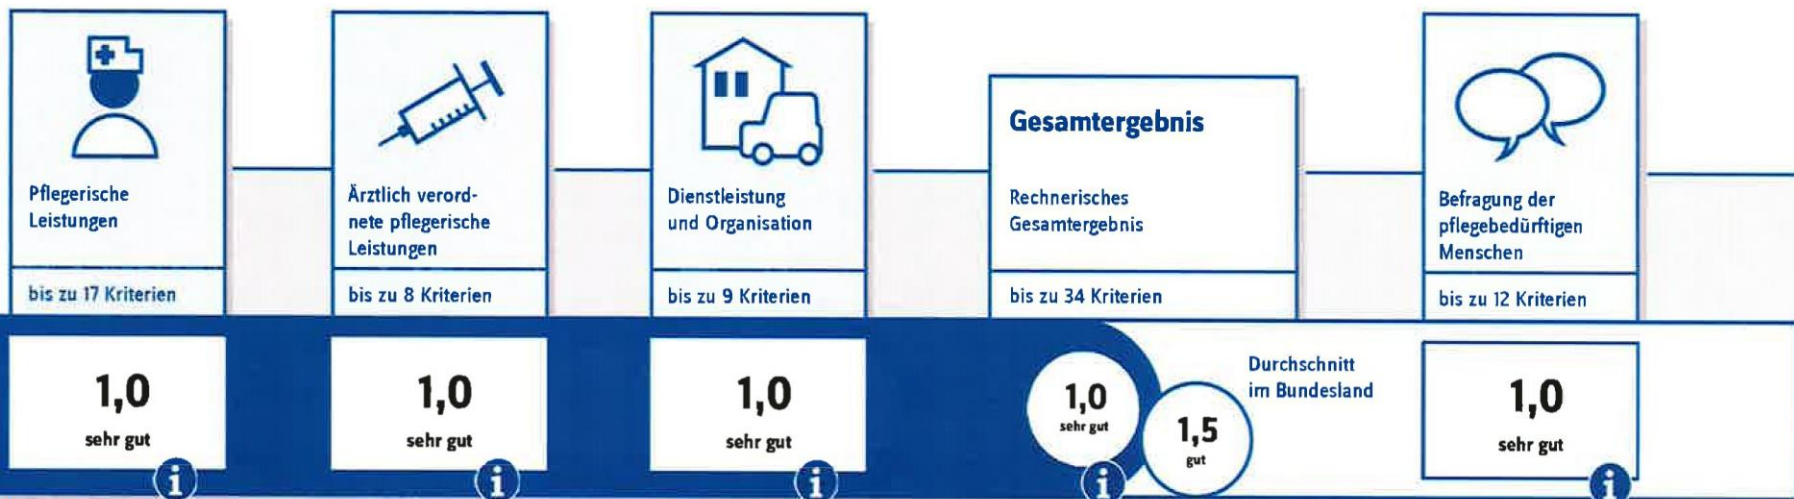 Pflegerische
Leistungen
bis zu 17 Kriterien
1,0
sehr gut
i
Ärztlich verord-
nete pflegerische
Leistungen
bis zu 8 Kriterien
1,0
sehr gut
i
Dienstleistung
und Organisation
bis zu 9 Kriterien
1,0
sehr gut
i
Gesamtergebnis
Rechnerisches
Gesamtergebnis
bis zu 34 Kriterien
1,0
sehr gut
i
1,5
gut
Durchschnitt
im Bundesland
Befragung der
pflegebedürftigen
Menschen
bis zu 12 Kriterien
1,0
sehr gut
i